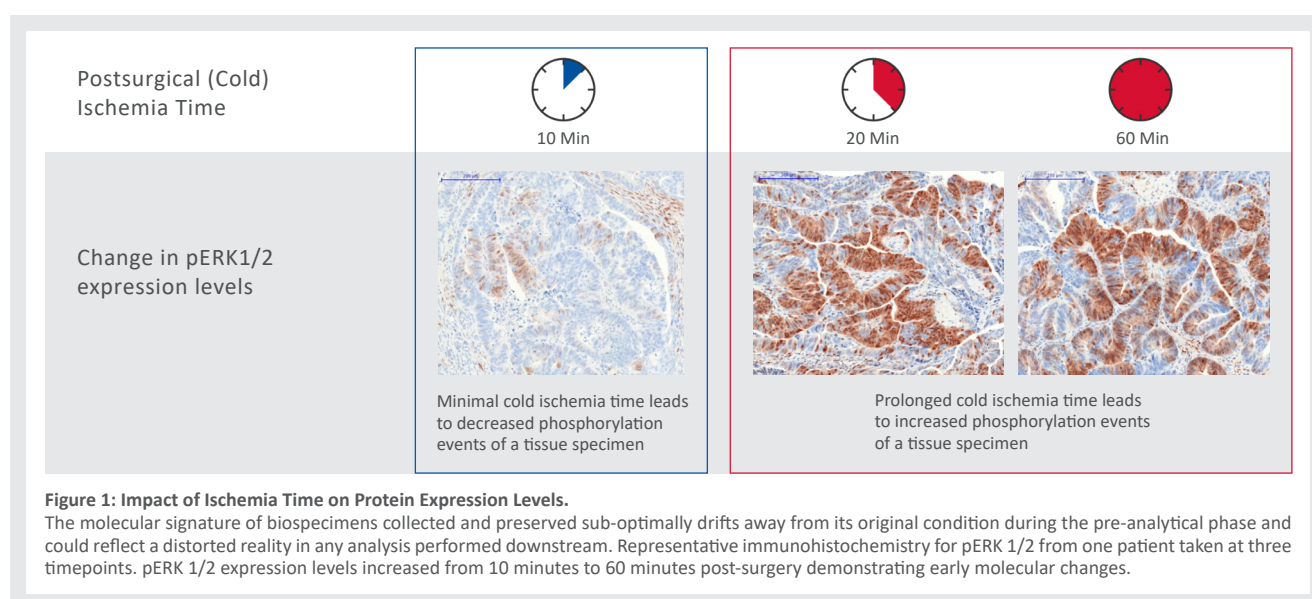 Postsurgical (Cold)
Ischemia Time
10 Min
20 Min
60 Min
Change in pERK1/2
expression levels
200 µm
Minimal cold ischemia time leads
to decreased phosphorylation
events of a tissue specimen
Prolonged cold ischemia time leads
to increased phosphorylation events
of a tissue specimen
Figure 1: Impact of Ischemia Time on Protein Expression Levels.
The molecular signature of biospecimens collected and preserved sub-optimally drifts away from its original condition during the pre-analytical phase and
could reflect a distorted reality in any analysis performed downstream. Representative immunohistochemistry for pERK 1/2 from one patient taken at three
timepoints. pERK 1/2 expression levels increased from 10 minutes to 60 minutes post-surgery demonstrating early molecular changes.